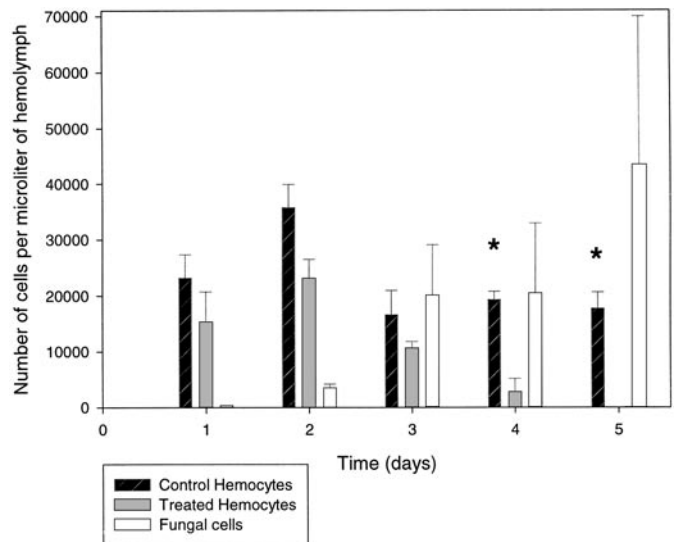 Number of cells per microliter of hemolymph
70000
60000
50000
40000
30000
20000
10000
0
* *
0 1 2 3 4 5
Time (days)
Control Hemocytes
Treated Hemocytes
Fungal cells